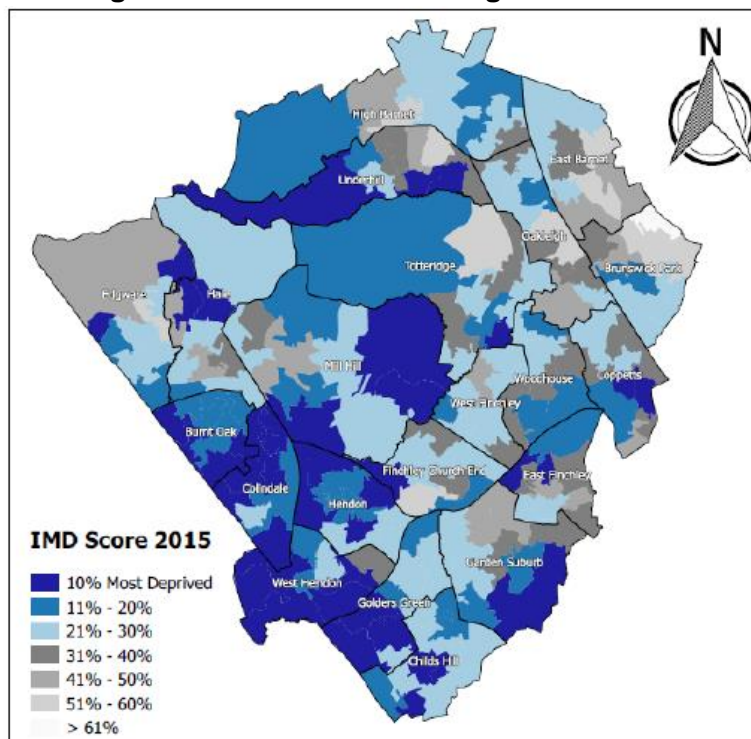 N
High Barnet
East Barnet
Underhill
Oakleigh
Totteridge
Brunswick Park
Edgware
Hale
Mill Hill
Woodhouse
Coppetts
West Finchley
Burnt Oak
Finchley Church End
East Finchley
Colindale
Hendon
Garden Suburb
West Hendon
Golders Green
Childs Hill
IMD Score 2015
10% Most Deprived
11% - 20%
21% - 30%
31% - 40%
41% - 50%
51% - 60%
> 61%